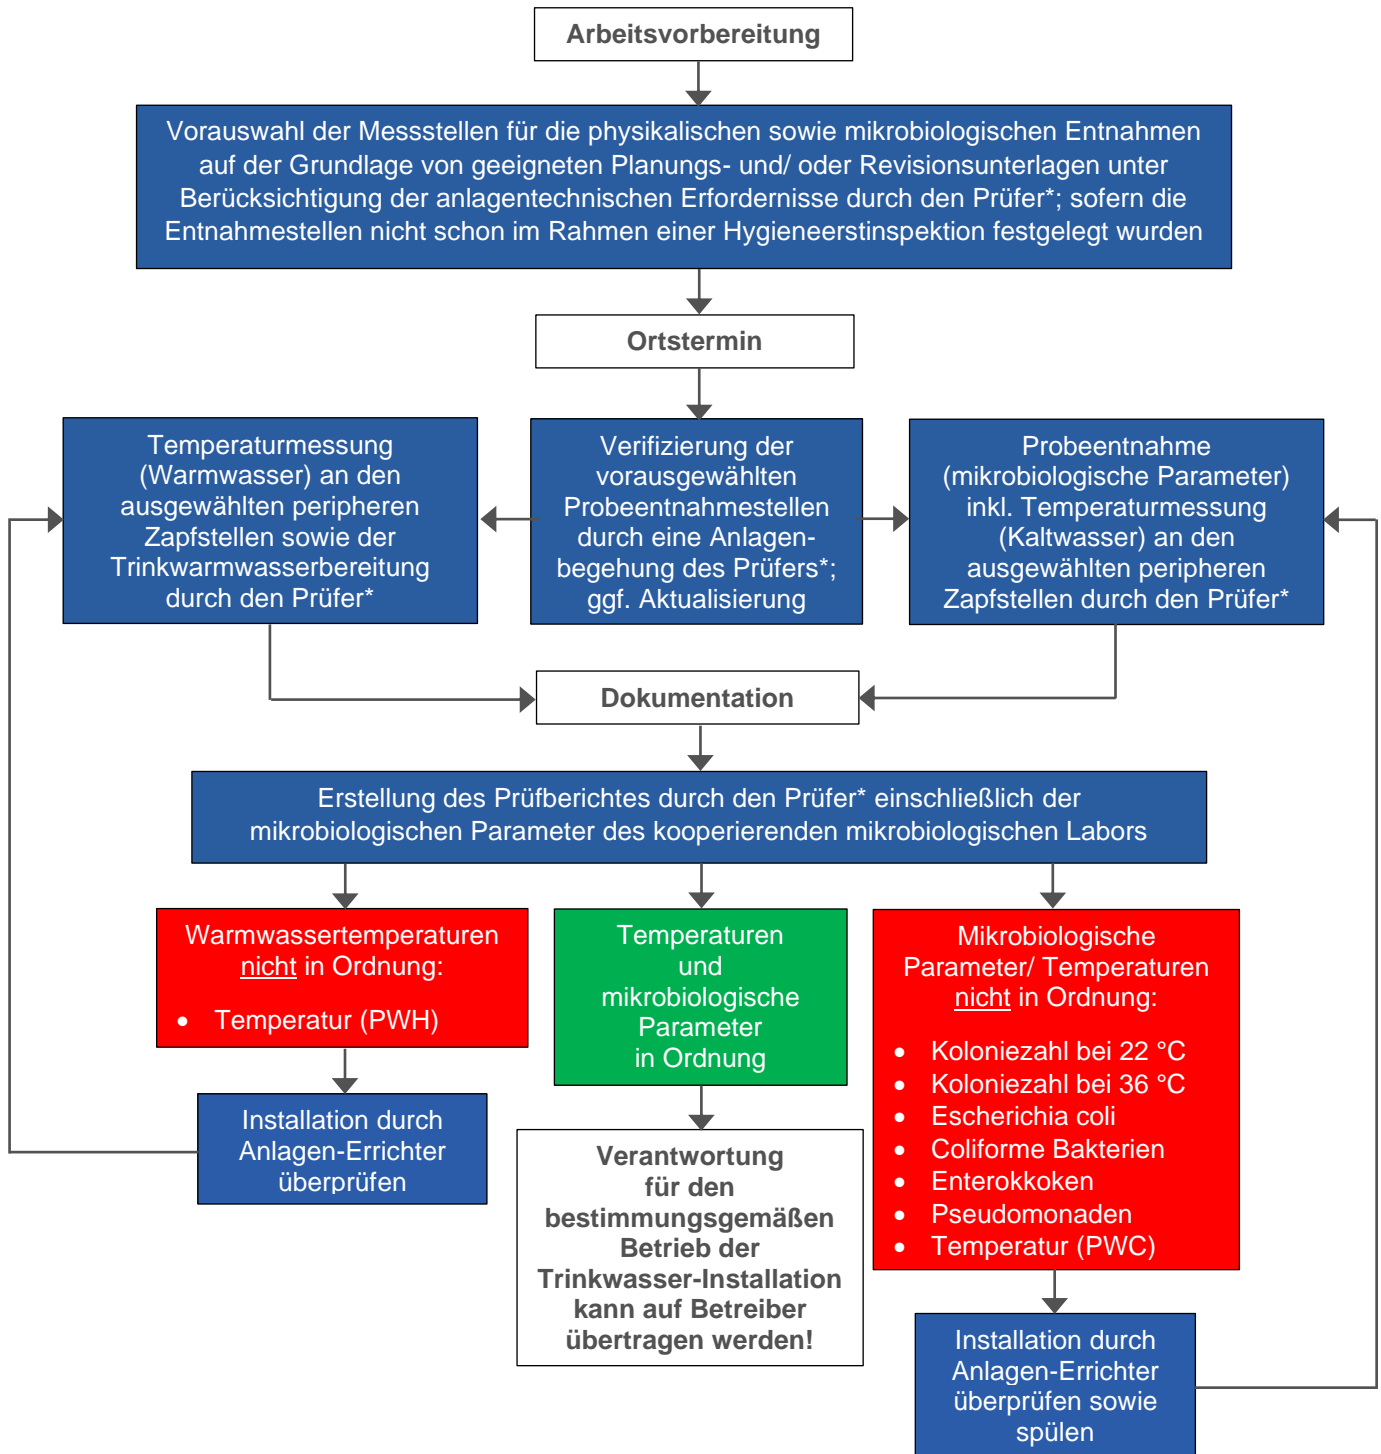 Arbeitsvorbereitung
Vorauswahl der Messstellen für die physikalischen sowie mikrobiologischen Entnahmen
auf der Grundlage von geeigneten Planungs- und/ oder Revisionsunterlagen unter
Berücksichtigung der anlagentechnischen Erfordernisse durch den Prüfer*; sofern die
Entnahmestellen nicht schon im Rahmen einer Hygieneerstinspektion festgelegt wurden
Ortstermin
Temperaturmessung
(Warmwasser) an den
ausgewählten peripheren
Zapfstellen sowie der
Trinkwarmwasserbereitung
durch den Prüfer*
Verifizierung der
vorausgewählten
Probeentnahmestellen
durch eine Anlagen-
begehung des Prüfers*;
ggf. Aktualisierung
Probeentnahme
(mikrobiologische Parameter)
inkl. Temperaturmessung
(Kaltwasser) an den
ausgewählten peripheren
Zapfstellen durch den Prüfer*
Dokumentation
Erstellung des Prüfberichtes durch den Prüfer* einschließlich der
mikrobiologischen Parameter des kooperierenden mikrobiologischen Labors
Warmwassertemperaturen
nicht in Ordnung:
• Temperatur (PWH)
Installation durch
Anlagen-Errichter
überprüfen
Temperaturen
und
mikrobiologische
Parameter
in Ordnung
Verantwortung
für den
bestimmungsgemäßen
Betrieb der
Trinkwasser-Installation
kann auf Betreiber
übertragen werden!
Mikrobiologische
Parameter/ Temperaturen
nicht in Ordnung:
• Koloniezahl bei 22 °C
• Koloniezahl bei 36 °C
• Escherichia coli
• Coliforme Bakterien
• Enterokkoken
• Pseudomonaden
• Temperatur (PWC)
Installation durch
Anlagen-Errichter
überprüfen sowie
spülen